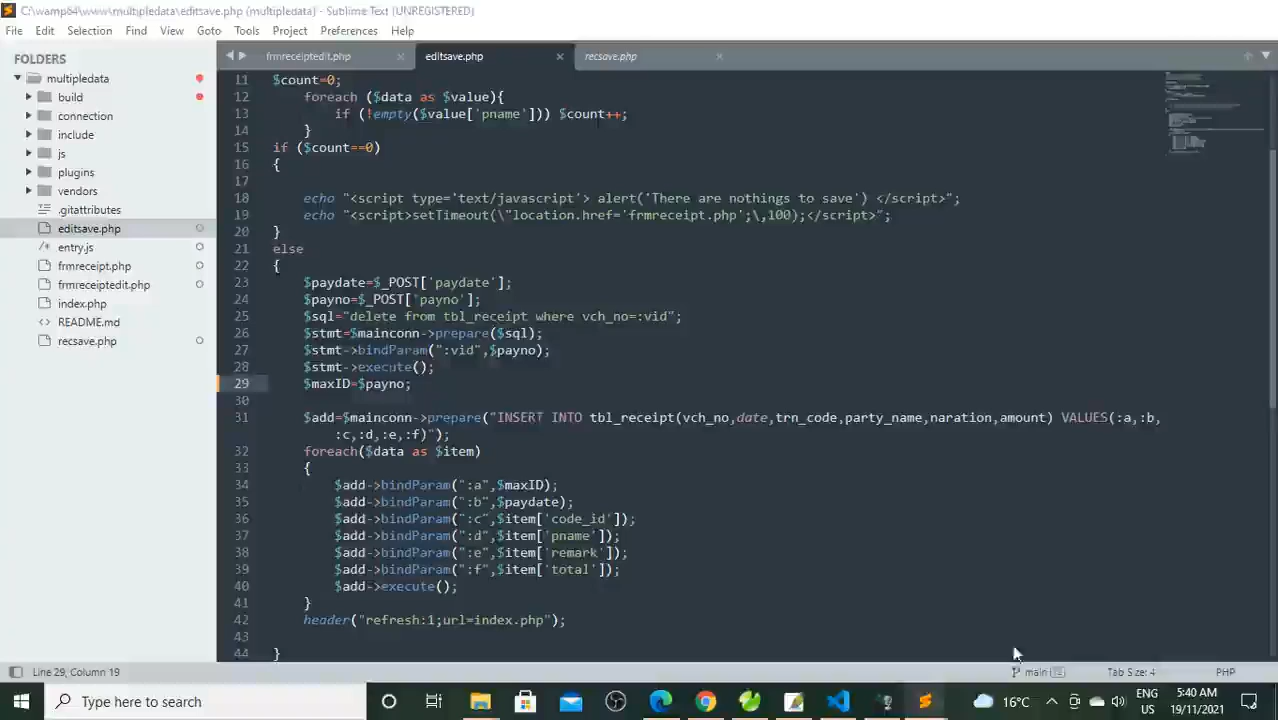 C:\wamp64\www\multipledata\editsave.php (multipledata) - Sublime Text (UNREGISTERED)
File Edit Selection Find View Goto Tools Project Preferences Help
FOLDERS
multipledata
build
connection
include
js
plugins
vendors
.gitattributes
editsave.php
entry.js
frmreceipt.php
frmreceiptedit.php
index.php
README.md
recsave.php
frmreceiptedit.php editsave.php recsave.php
11 $count=0;
12 foreach ($data as $value){
13 if (!empty($value['pname'])) $count++;
14 }
15 if ($count==0)
16 {
17
18 echo "<script type='text/javascript'> alert('There are nothings to save') </script>";
19 echo "<script>setTimeout(\"location.href='frmreceipt.php';\,100);</script>";
20 }
21 else
22 {
23 $paydate=$_POST['paydate'];
24 $payno=$_POST['payno'];
25 $sql="delete from tbl_receipt where vch_no=:vid";
26 $stmt=$mainconn->prepare($sql);
27 $stmt->bindParam(":vid",$payno);
28 $stmt->execute();
29 $maxID=$payno;
30
31 $add=$mainconn->prepare("INSERT INTO tbl_receipt(vch_no,date,trn_code,party_name,naration,amount) VALUES(:a,:b,
:c,:d,:e,:f)");
32 foreach($data as $item)
33 {
34 $add->bindParam(":a",$maxID);
35 $add->bindParam(":b",$paydate);
36 $add->bindParam(":c",$item['code_id']);
37 $add->bindParam(":d",$item['pname']);
38 $add->bindParam(":e",$item['remark']);
39 $add->bindParam(":f",$item['total']);
40 $add->execute();
41 }
42 header("refresh:1;url=index.php");
43
44 }
Line 29, Column 19 main Tab Size: 4 PHP
Type here to search
16°C
ENG
US
5:40 AM
19/11/2021